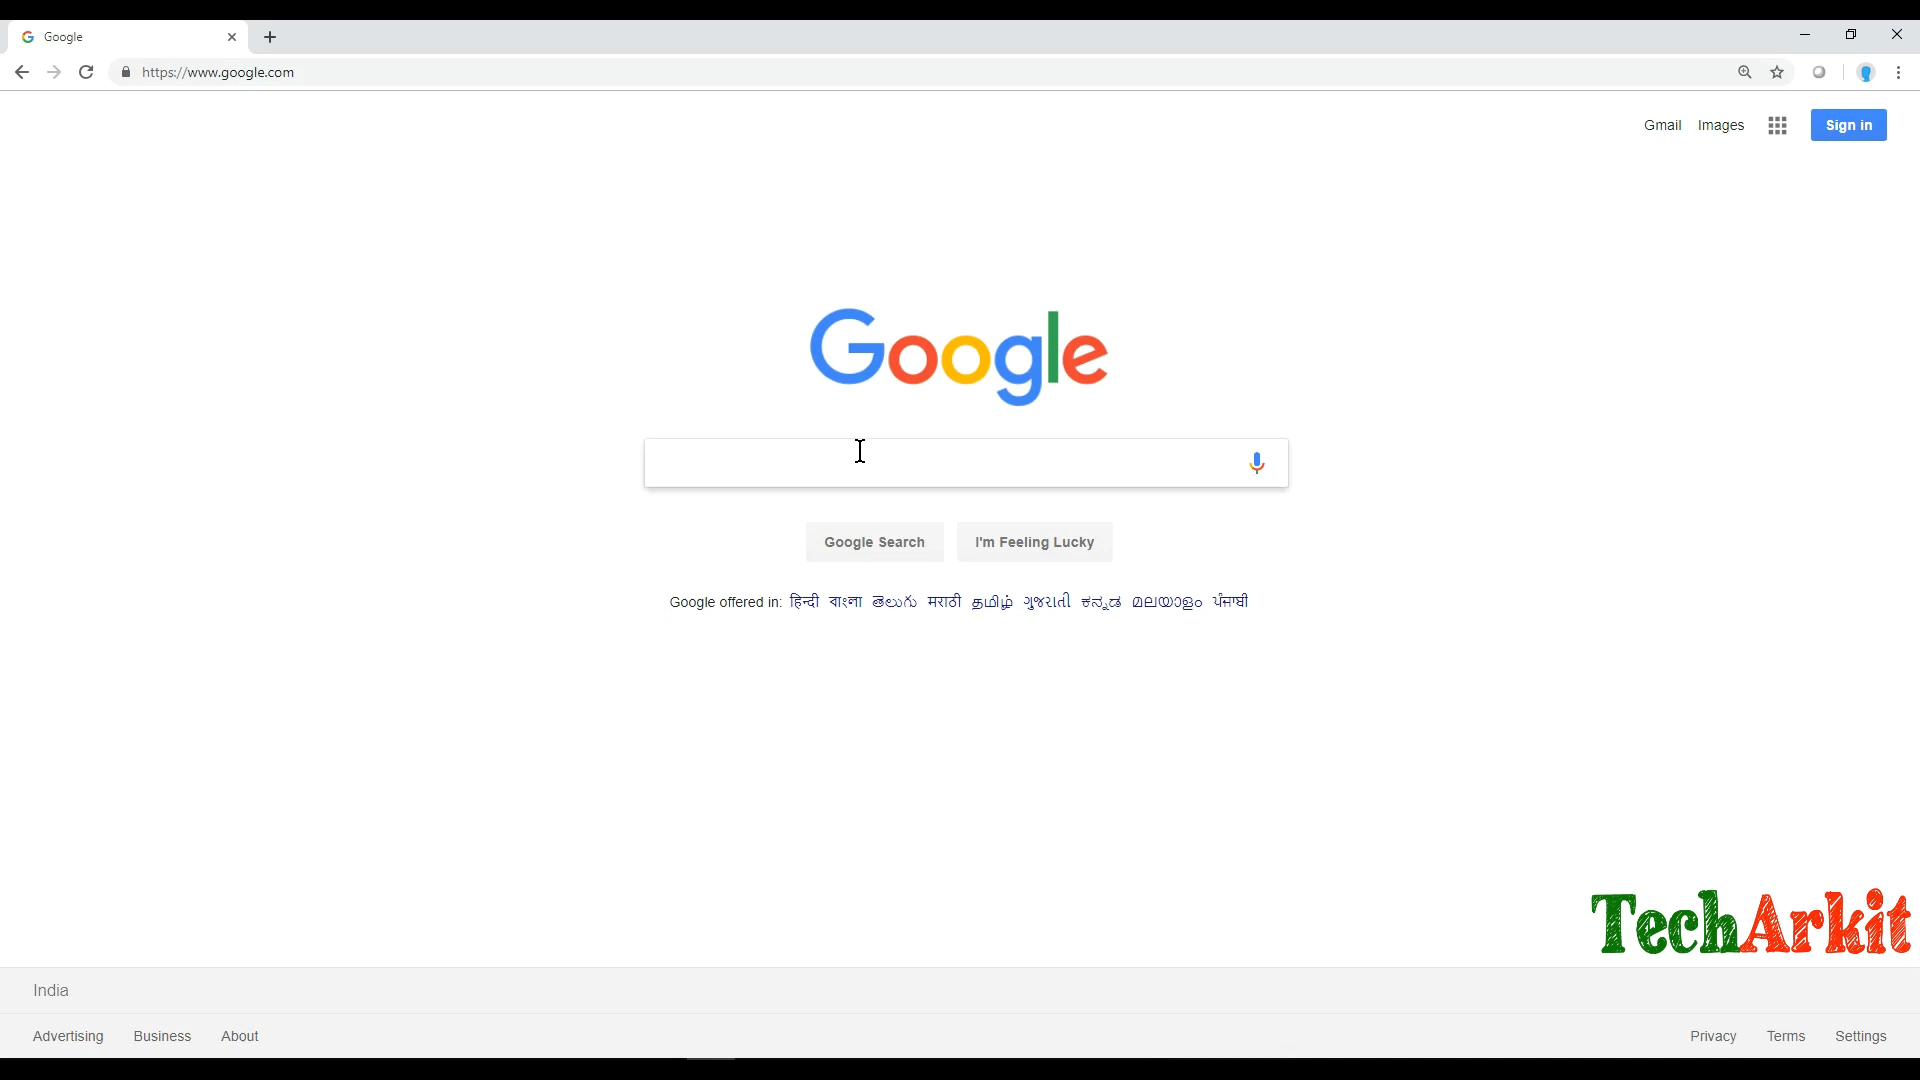 Google
https://www.google.com
Gmail Images Sign in
Google
Google Search I'm Feeling Lucky
Google offered in: हिन्दी বাংলা తెలుగు मराठी தமிழ் ગુજરાતી ಕನ್ನಡ മലയാളം ਪੰਜਾਬੀ
TechArkit
India
Advertising Business About Privacy Terms Settings